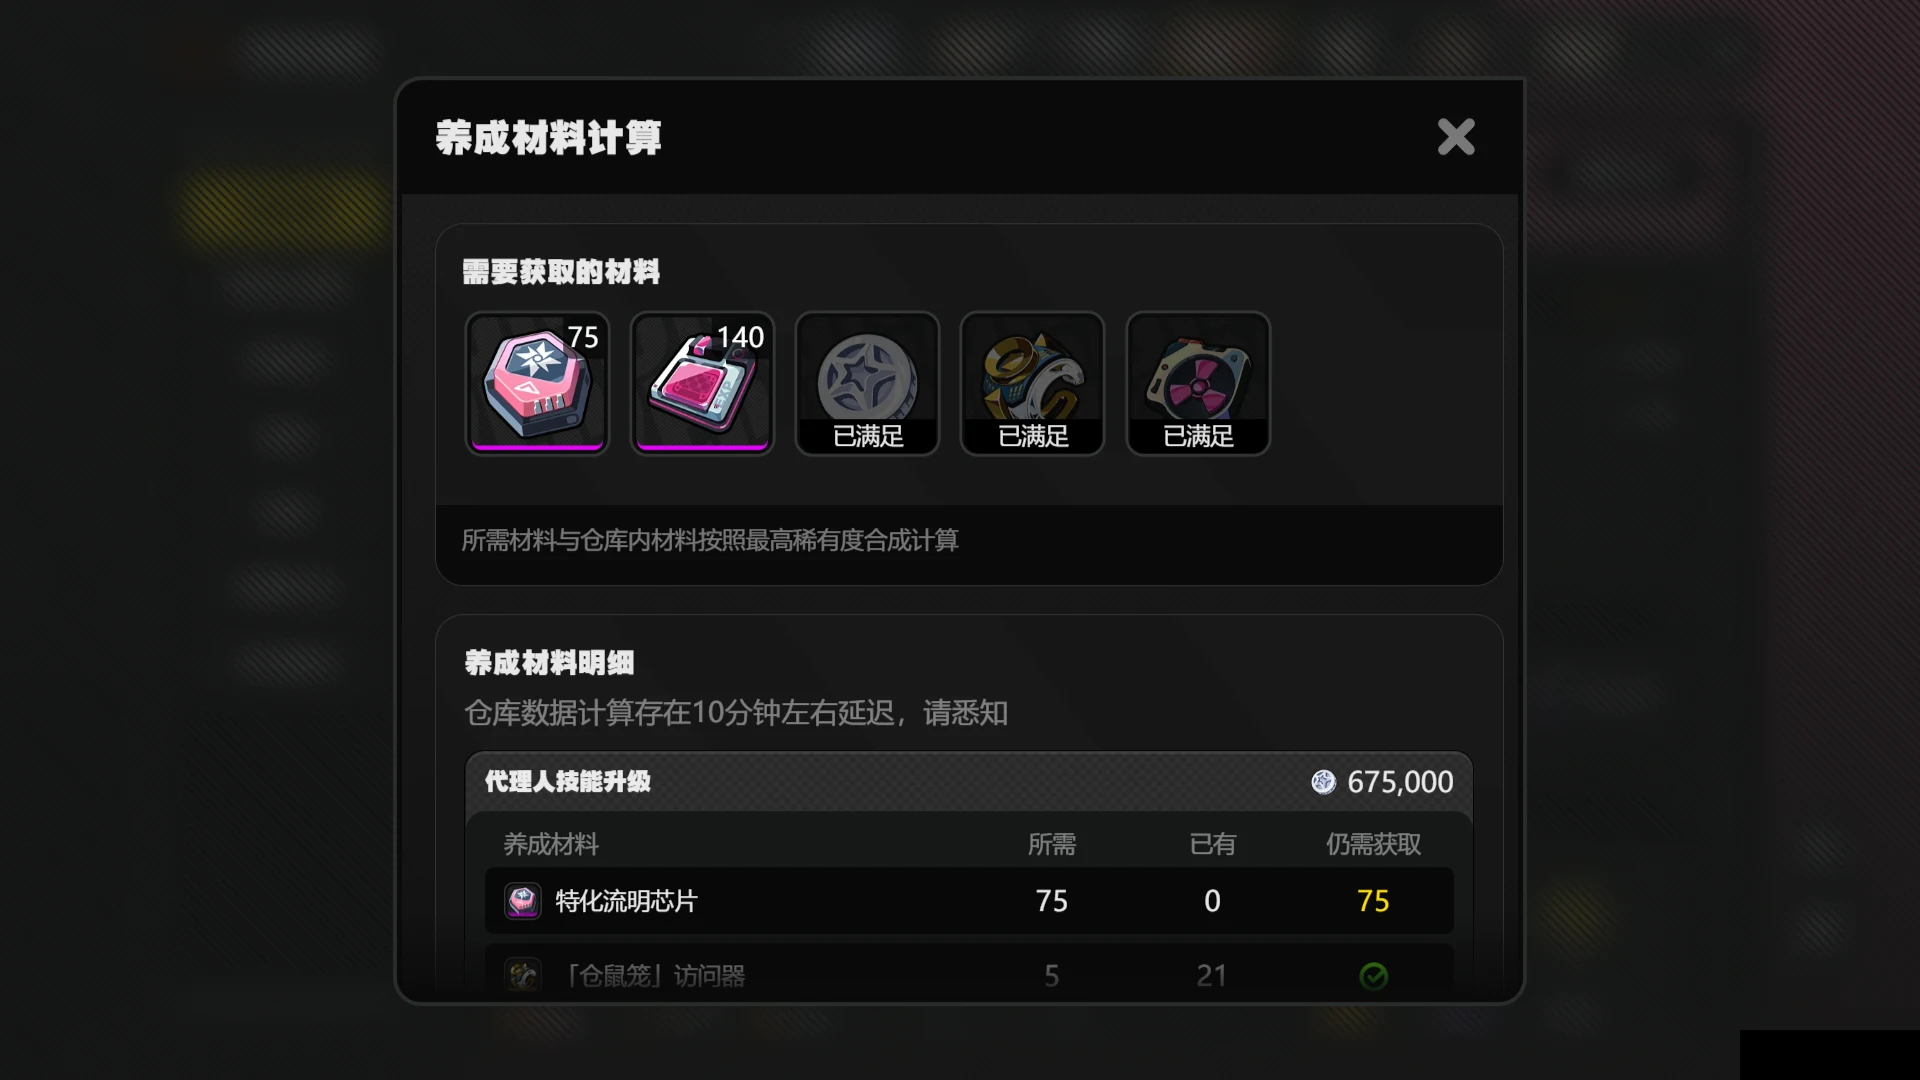 养成材料计算
需要获取的材料
75
140
已满足
已满足
已满足
所需材料与仓库内材料按照最高稀有度合成计算
养成材料明细
仓库数据计算存在10分钟左右延迟，请悉知
代理人技能升级 675,000
养成材料 所需 已有 仍需获取
特化流明芯片 75 0 75
「仓鼠笼」访问器 5 21